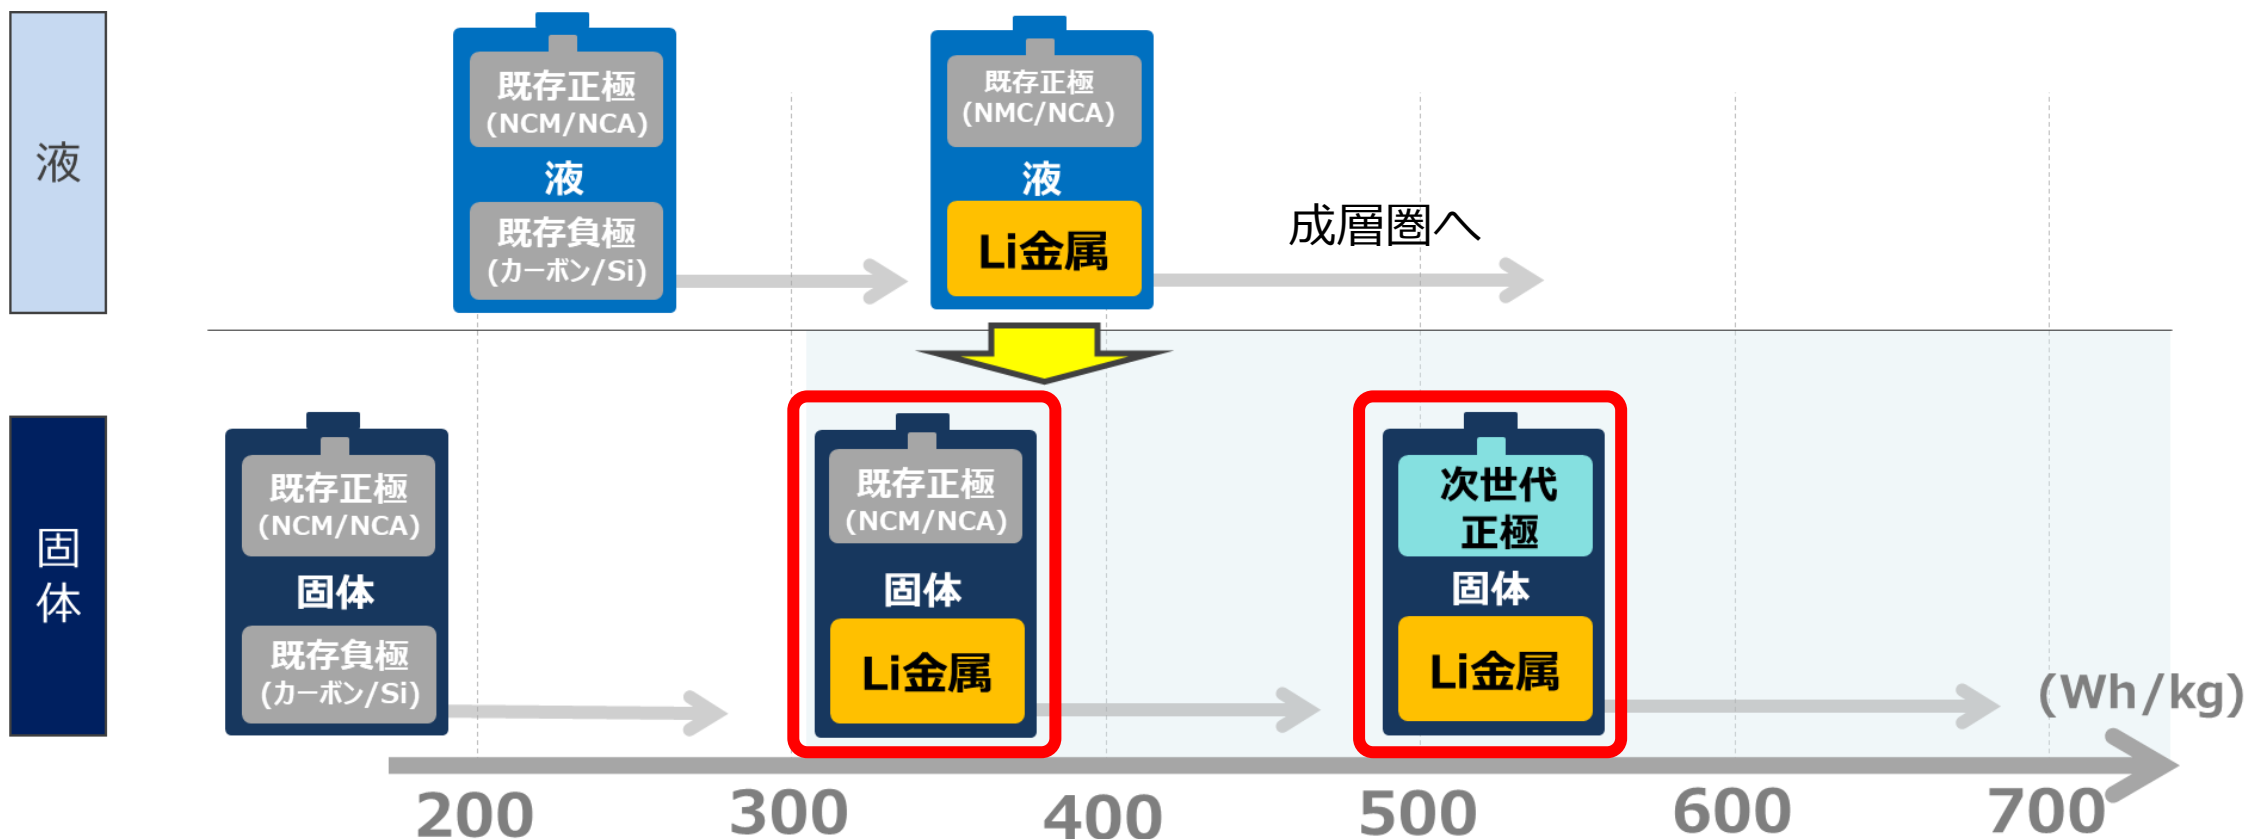 液
既存正極
(NCM/NCA)
液
既存負極
(カーボン/Si)
既存正極
(NMC/NCA)
液
Li金属
成層圏へ
固体
既存正極
(NCM/NCA)
固体
既存負極
(カーボン/Si)
既存正極
(NCM/NCA)
固体
Li金属
次世代
正極
固体
Li金属
(Wh/kg)
200
300
400
500
600
700